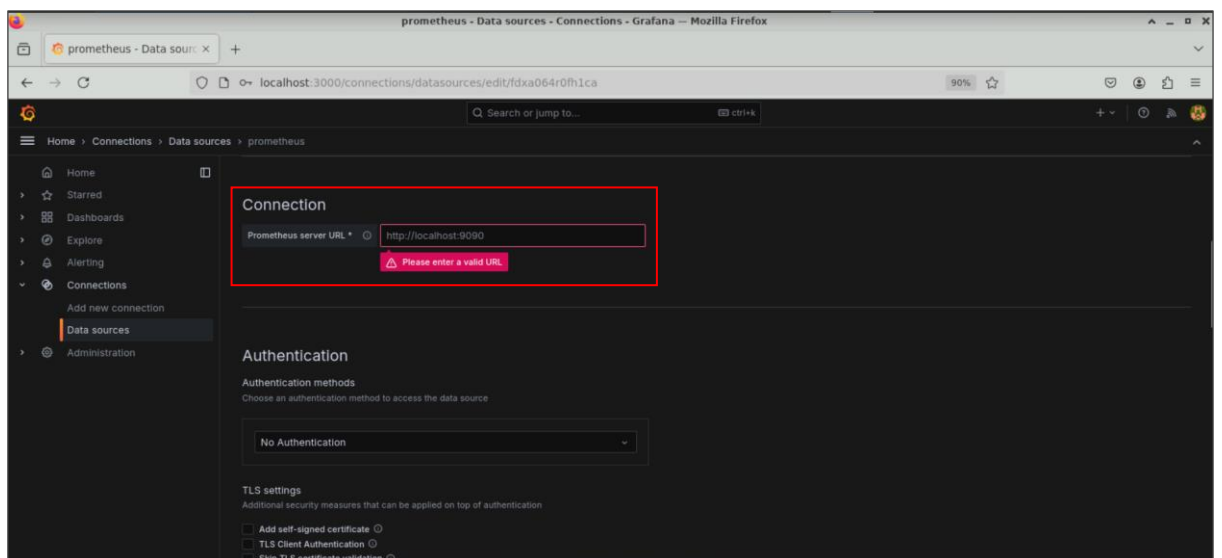 prometheus - Data sources - Connections - Grafana — Mozilla Firefox
prometheus - Data sourc
localhost:3000/connections/datasources/edit/fdxa064r0fh1ca
90%
Search or jump to...
ctrl+k
Home › Connections › Data sources › prometheus
Home
Starred
Dashboards
Explore
Alerting
Connections
Add new connection
Data sources
Administration
Connection
Prometheus server URL *
http://localhost:9090
Please enter a valid URL
Authentication
Authentication methods
Choose an authentication method to access the data source
No Authentication
TLS settings
Additional security measures that can be applied on top of authentication
Add self-signed certificate
TLS Client Authentication
Skip TLS certificate validation